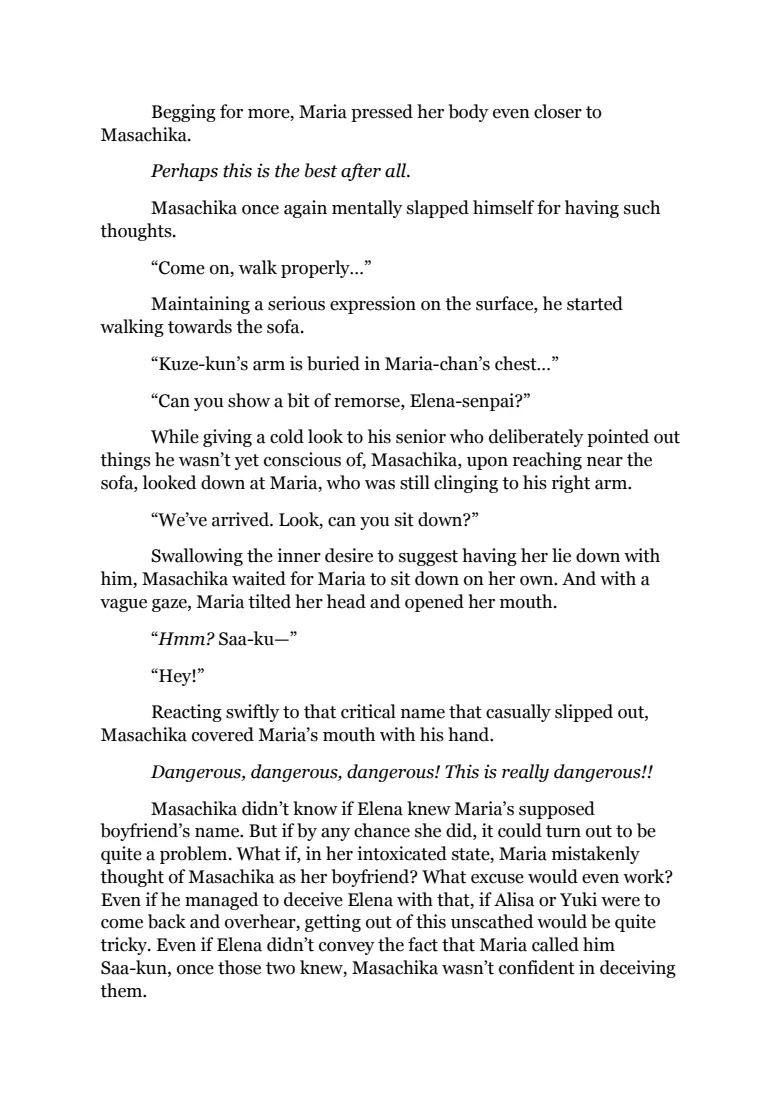 Begging for more, Maria pressed her body even closer to
Masachika.
Perhaps this is the best after all.
Masachika once again mentally slapped himself for having such
thoughts.
“Come on, walk properly...”
Maintaining a serious expression on the surface, he started
walking towards the sofa.
“Kuze-kun’s arm is buried in Maria-chan’s chest...”
“Can you show a bit of remorse, Elena-senpai?”
While giving a cold look to his senior who deliberately pointed out
things he wasn’t yet conscious of, Masachika, upon reaching near the
sofa, looked down at Maria, who was still clinging to his right arm.
“We’ve arrived. Look, can you sit down?”
Swallowing the inner desire to suggest having her lie down with
him, Masachika waited for Maria to sit down on her own. And with a
vague gaze, Maria tilted her head and opened her mouth.
“Hmm? Saa-ku—”
“Hey!”
Reacting swiftly to that critical name that casually slipped out,
Masachika covered Maria’s mouth with his hand.
Dangerous, dangerous, dangerous! This is really dangerous!!
Masachika didn’t know if Elena knew Maria’s supposed
boyfriend’s name. But if by any chance she did, it could turn out to be
quite a problem. What if, in her intoxicated state, Maria mistakenly
thought of Masachika as her boyfriend? What excuse would even work?
Even if he managed to deceive Elena with that, if Alisa or Yuki were to
come back and overhear, getting out of this unscathed would be quite
tricky. Even if Elena didn’t convey the fact that Maria called him
Saa-kun, once those two knew, Masachika wasn’t confident in deceiving
them.